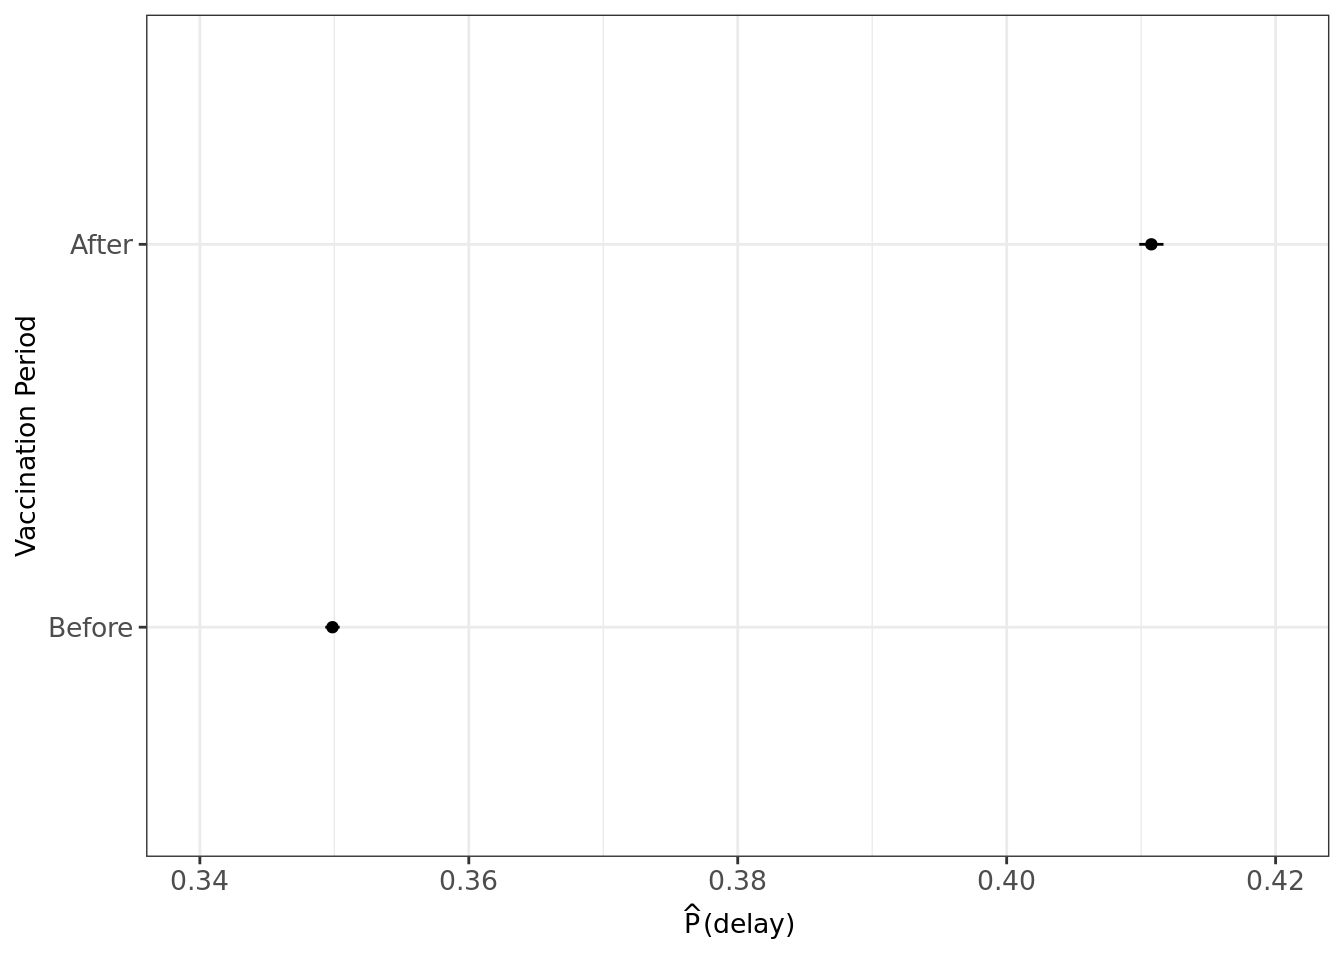 After
Vaccination Period
Before
0.34 0.36 0.38 0.40 0.42
P̂(delay)